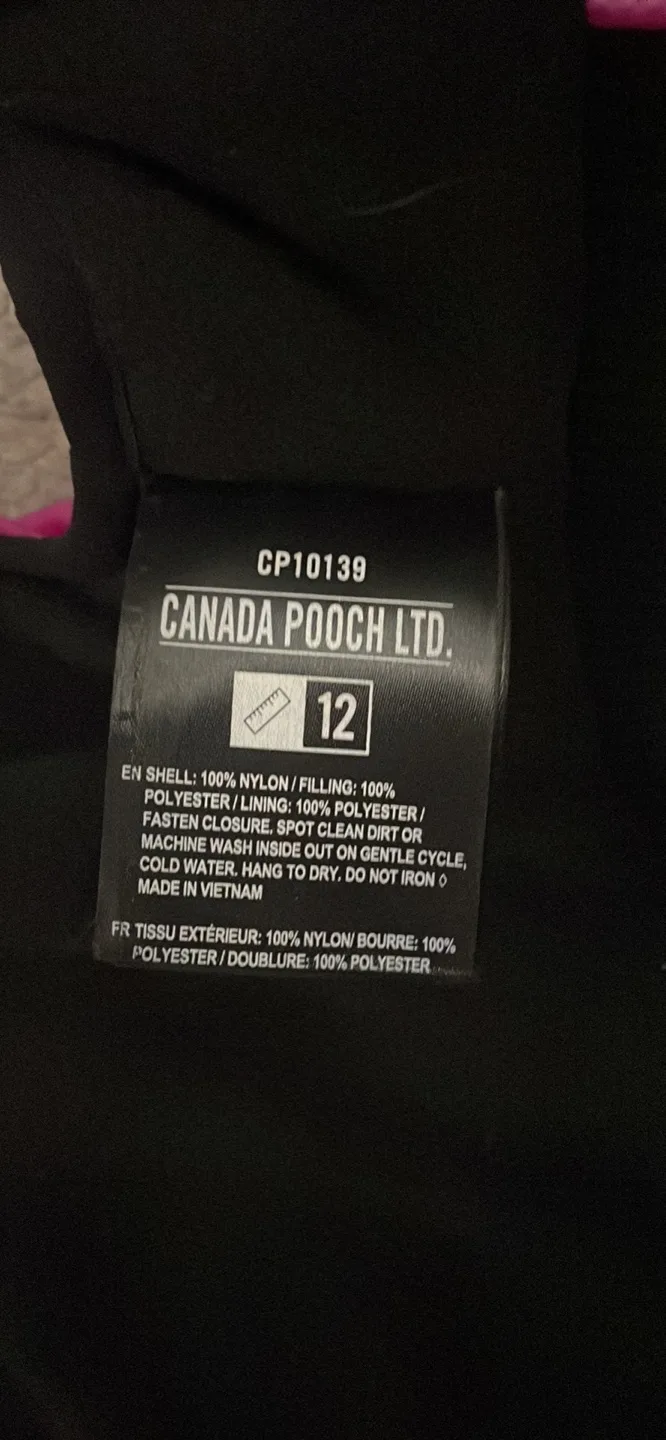 CP10139
CANADA POOCH LTD.
12
EN SHELL: 100% NYLON / FILLING: 100%
POLYESTER / LINING: 100% POLYESTER /
FASTEN CLOSURE. SPOT CLEAN DIRT OR
MACHINE WASH INSIDE OUT ON GENTLE CYCLE,
COLD WATER. HANG TO DRY. DO NOT IRON ◊
MADE IN VIETNAM
FR TISSU EXTÉRIEUR: 100% NYLON/ BOURRE: 100%
POLYESTER / DOUBLURE: 100% POLYESTER